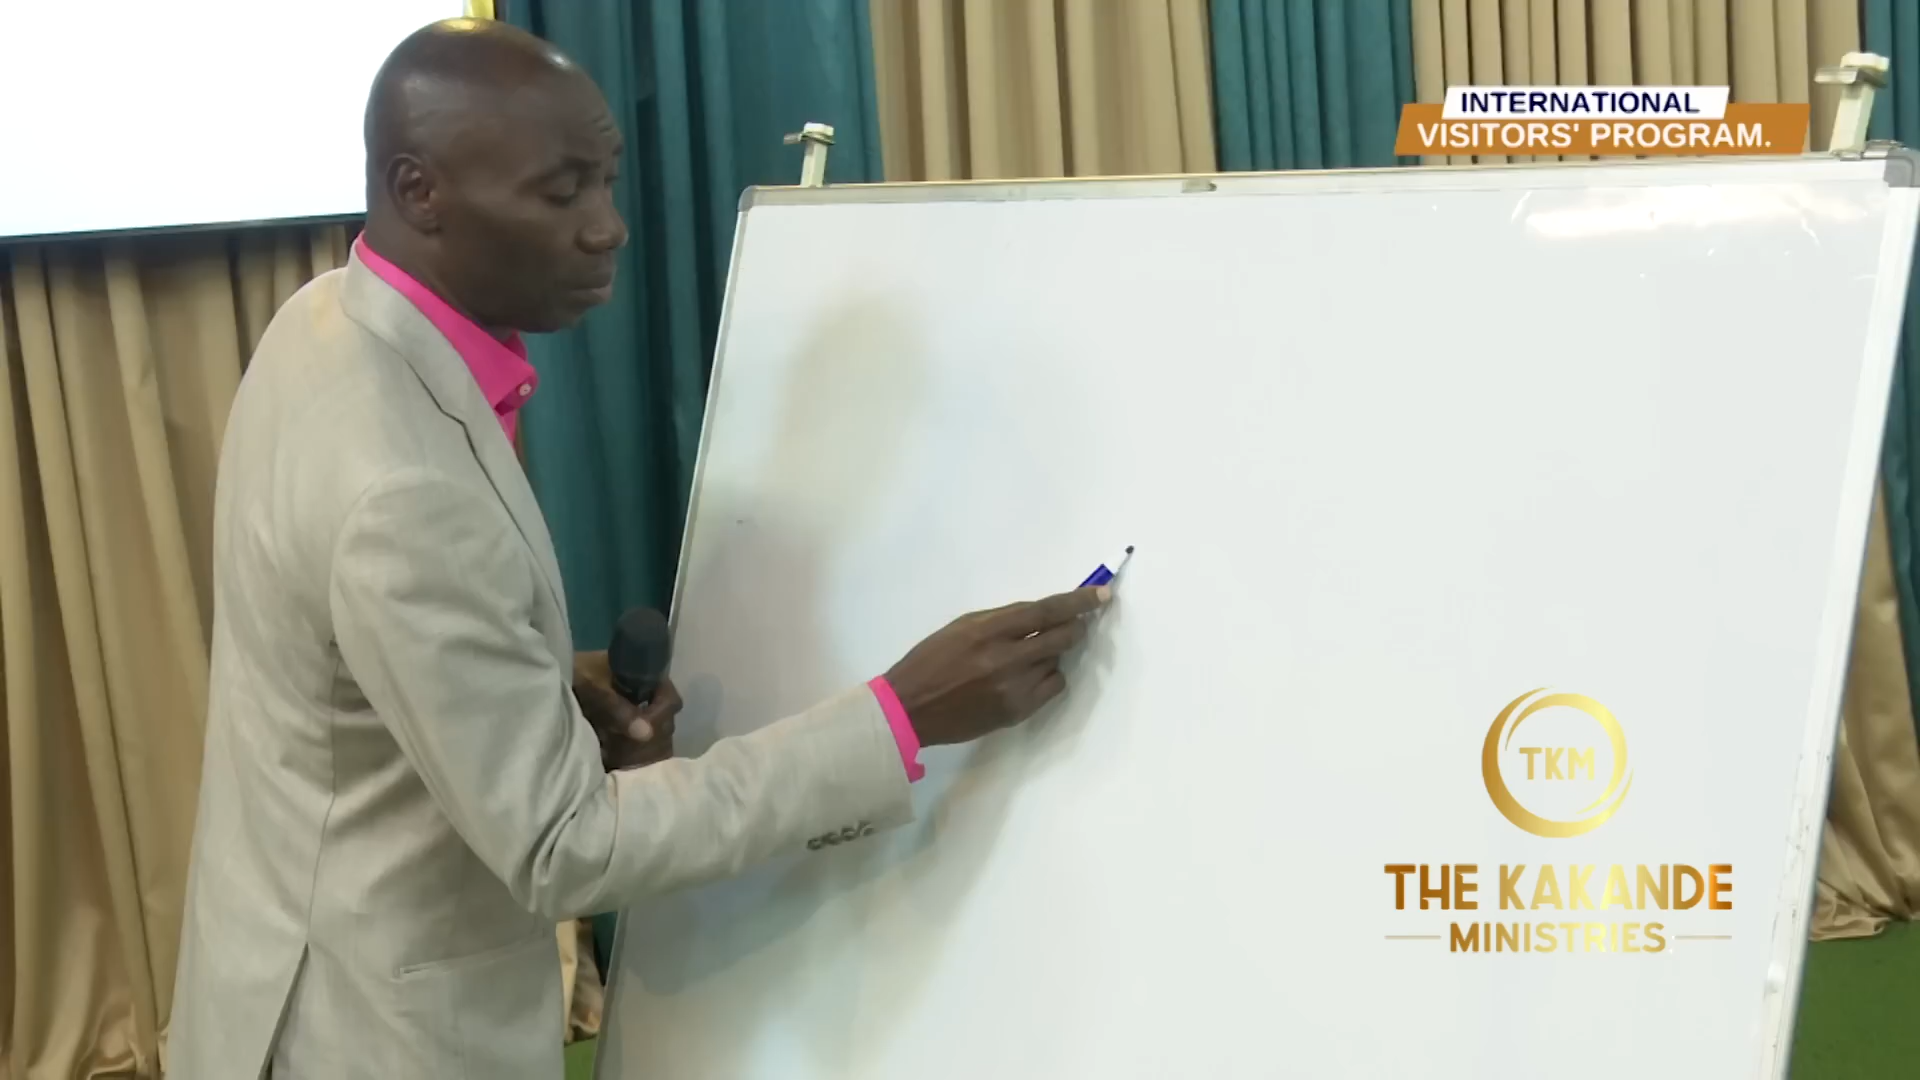 INTERNATIONAL
VISITORS' PROGRAM.
TKM
THE KAKANDE
MINISTRIES.